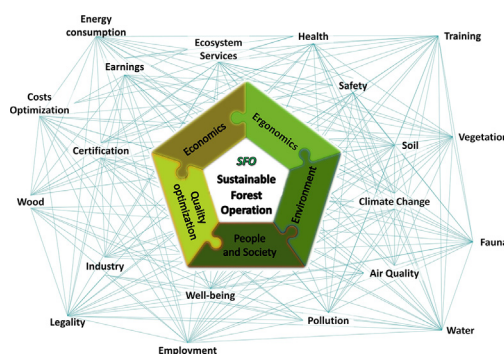 Energy
consumption
Ecosystem
Services
Health
Training
Earnings
Safety
Costs
Optimization
Certification
Soil
Vegetation
Economics
Ergonomics
SFO
Sustainable
Forest
Operation
Quality
optimization
Environment
People
and Society
Wood
Climate Change
Fauna
Industry
Air Quality
Well-being
Legality
Pollution
Water
Employment